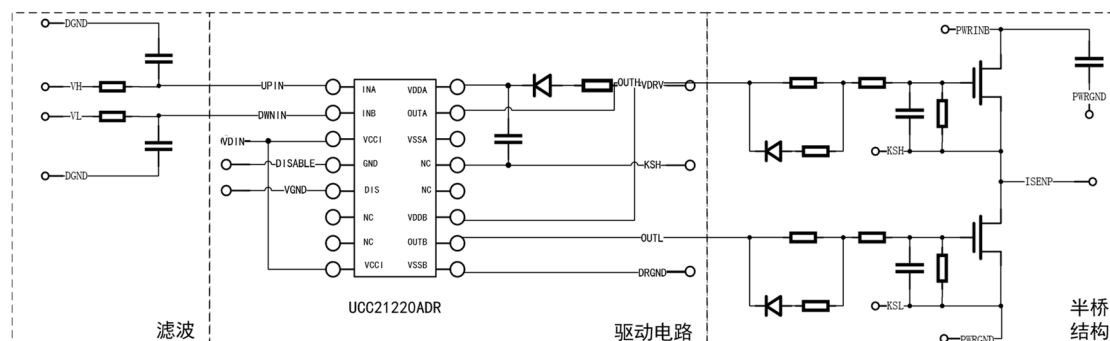 DGND
VH
VL
DGND
滤波
UPIN
DWNIN
VDIN
DISABLE
VGND
INA
INB
VCCI
GND
DIS
NC
NC
VCCI
VDDA
OUTA
VSSA
NC
NC
VDDB
OUTB
VSSB
UCC21220ADR
OUTH
VDRV
KSH
OUTL
DRGND
驱动电路
PWRINB
PWRGND
KSH
ISENP
KSL
PWRGND
半桥
结构